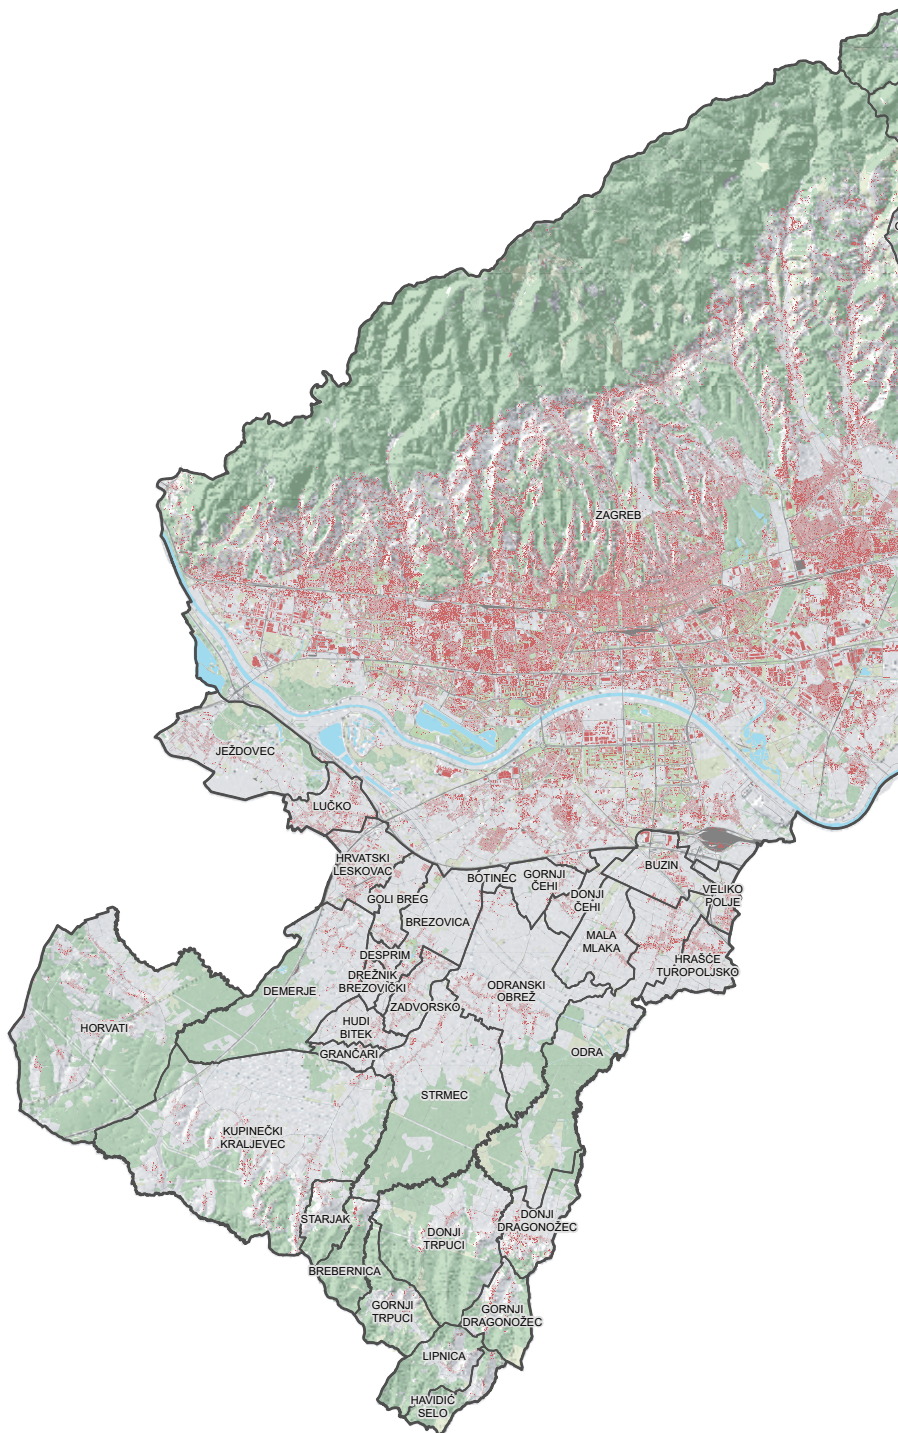 ZAGREB
JEŽDOVEC
LUČKO
HRVATSKI
LESKOVAC
GOLI BREG
BREZOVICA
BOTINEC
GORNJI
ČEHI
DONJI
ČEHI
BUZIN
VELIKO
POLJE
MALA
MLAKA
HRAŠĆE
TUROPOLJSKO
DESPRIM
DREŽNIK
BREZOVIČKI
ZADVORSKO
ODRANSKI
OBREŽ
DEMERJE
HORVATI
HUDI
BITEK
GRANČARI
ODRA
STRMEC
KUPINEČKI
KRALJEVEC
STARJAK
DONJI
TRPUCI
DONJI
DRAGONOŽEC
BREBERNICA
GORNJI
TRPUCI
GORNJI
DRAGONOŽEC
LIPNICA
HAVIDIĆ
SELO